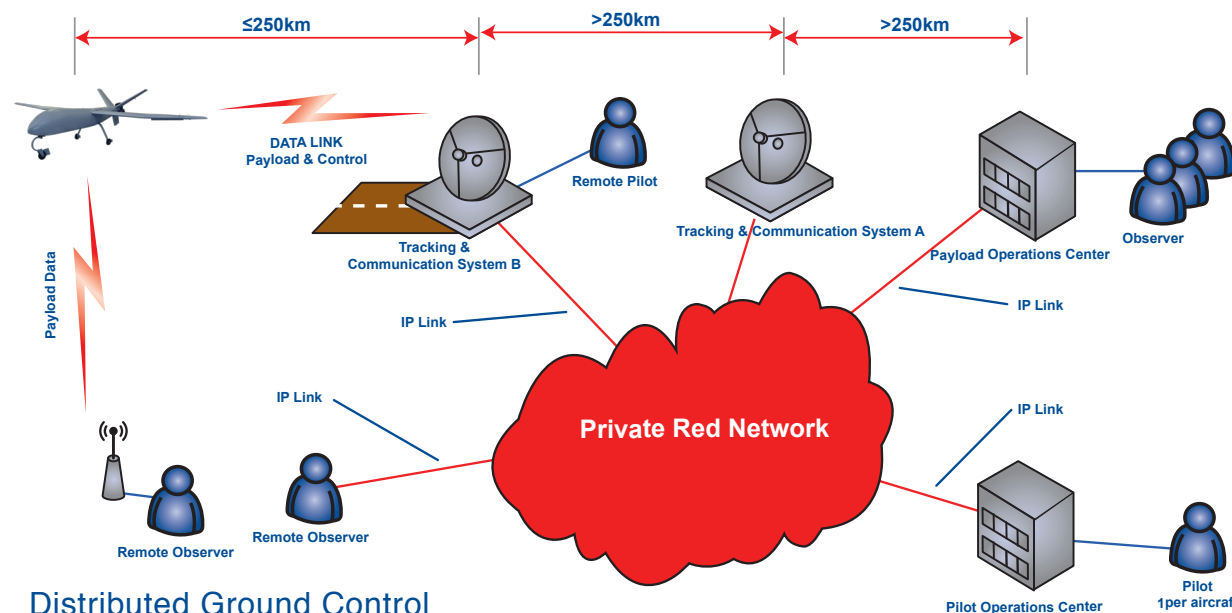 ≤250km
>250km
>250km
DATA LINK
Payload & Control
Remote Pilot
Tracking &
Communication System B
Tracking & Communication System A
Payload Operations Center
Observer
Payload Data
IP Link
IP Link
IP Link
IP Link
Private Red Network
Remote Observer
Remote Observer
Pilot Operations Center
Pilot
1per aircraf
Distributed Ground Control